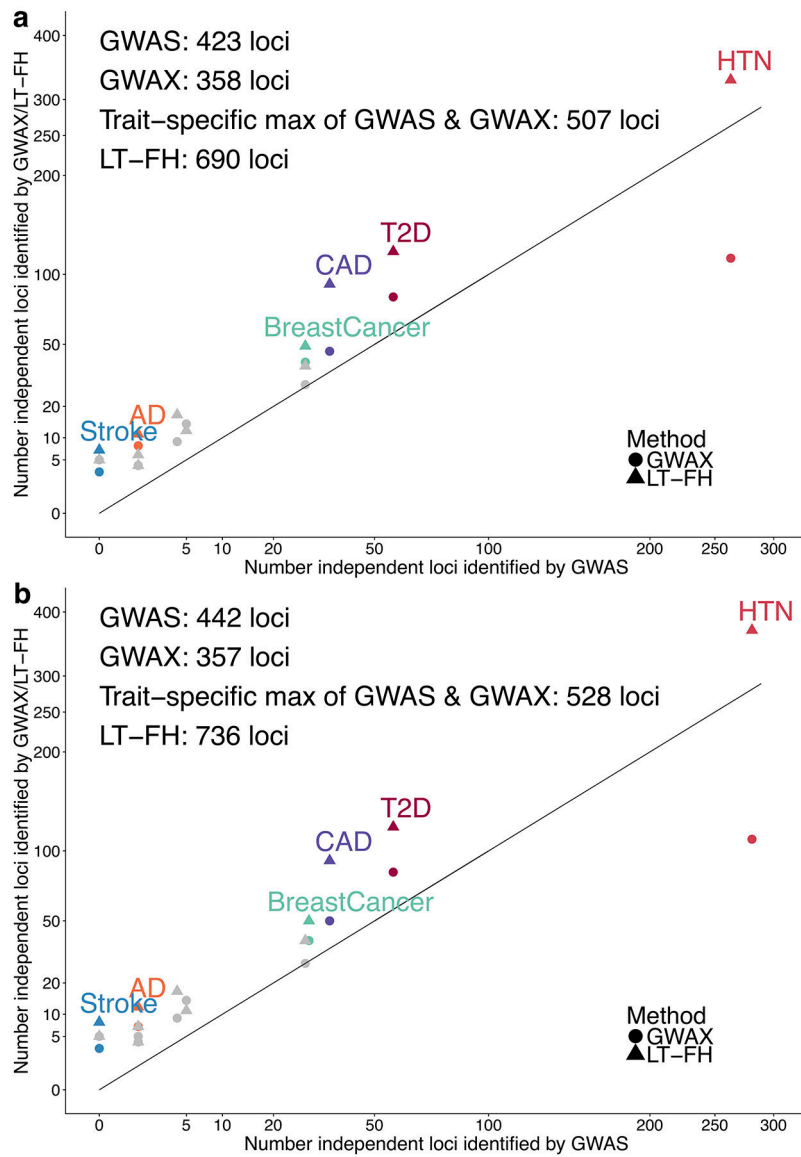 a
Number independent loci identified by GWAX/LT−FH
400
300
250
200
100
50
20
10
5
0
GWAS: 423 loci
GWAX: 358 loci
Trait−specific max of GWAS & GWAX: 507 loci
LT−FH: 690 loci
HTN
T2D
CAD
BreastCancer
AD
Stroke
Method
GWAX
LT−FH
0 5 10 20 50 100 200 250 300
Number independent loci identified by GWAS
b
Number independent loci identified by GWAX/LT−FH
400
300
250
200
100
50
20
10
5
0
GWAS: 442 loci
GWAX: 357 loci
Trait−specific max of GWAS & GWAX: 528 loci
LT−FH: 736 loci
HTN
T2D
CAD
BreastCancer
AD
Stroke
Method
GWAX
LT−FH
0 5 10 20 50 100 200 250 300
Number independent loci identified by GWAS